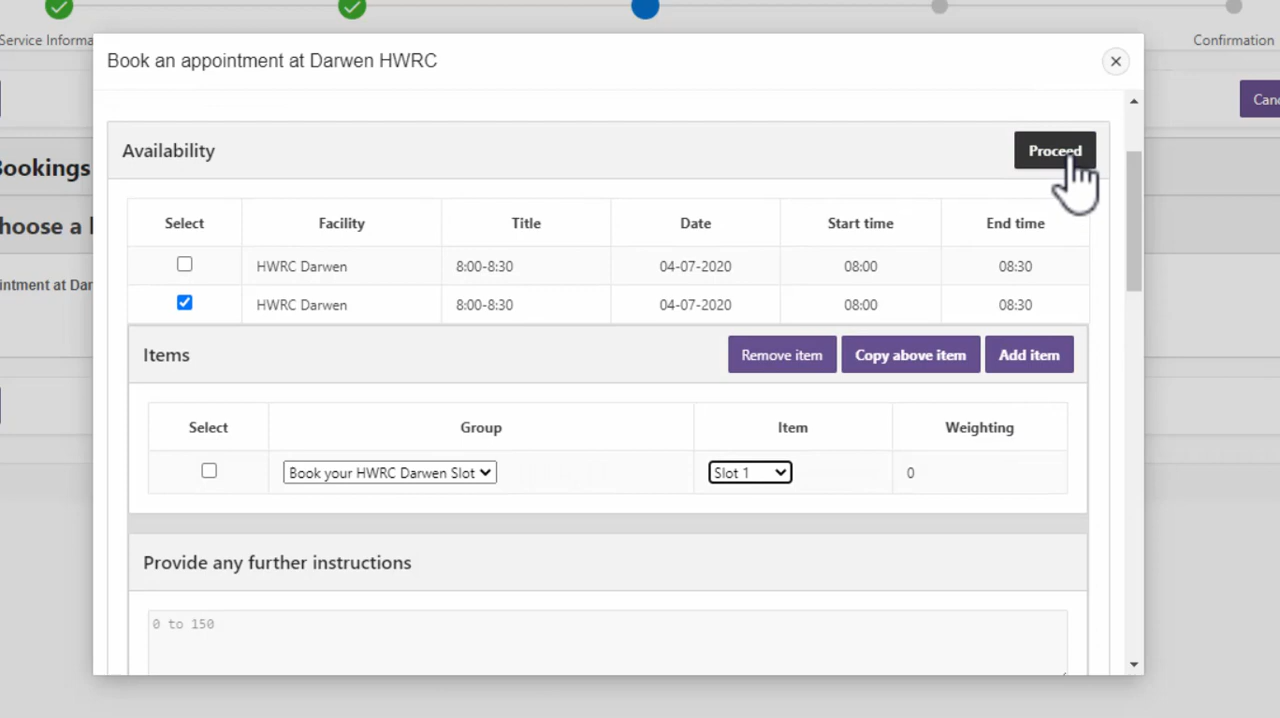 Service Informa
Confirmation
Book an appointment at Darwen HWRC
Canc
Availability
Proceed
ookings
Select Facility Title Date Start time End time
hoose a l
HWRC Darwen 8:00-8:30 04-07-2020 08:00 08:30
intment at Dar
HWRC Darwen 8:00-8:30 04-07-2020 08:00 08:30
Items
Remove item Copy above item Add item
Select Group Item Weighting
Book your HWRC Darwen Slot Slot 1 0
Provide any further instructions
0 to 150